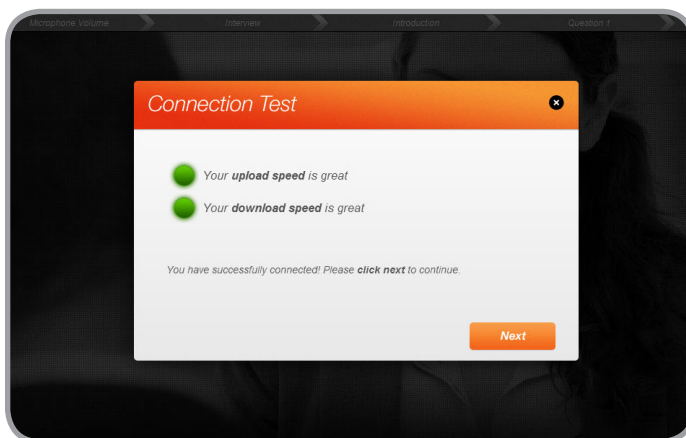 Microphone Volume
Interview
Introduction
Question 1
Connection Test
Your upload speed is great
Your download speed is great
You have successfully connected! Please click next to continue.
Next